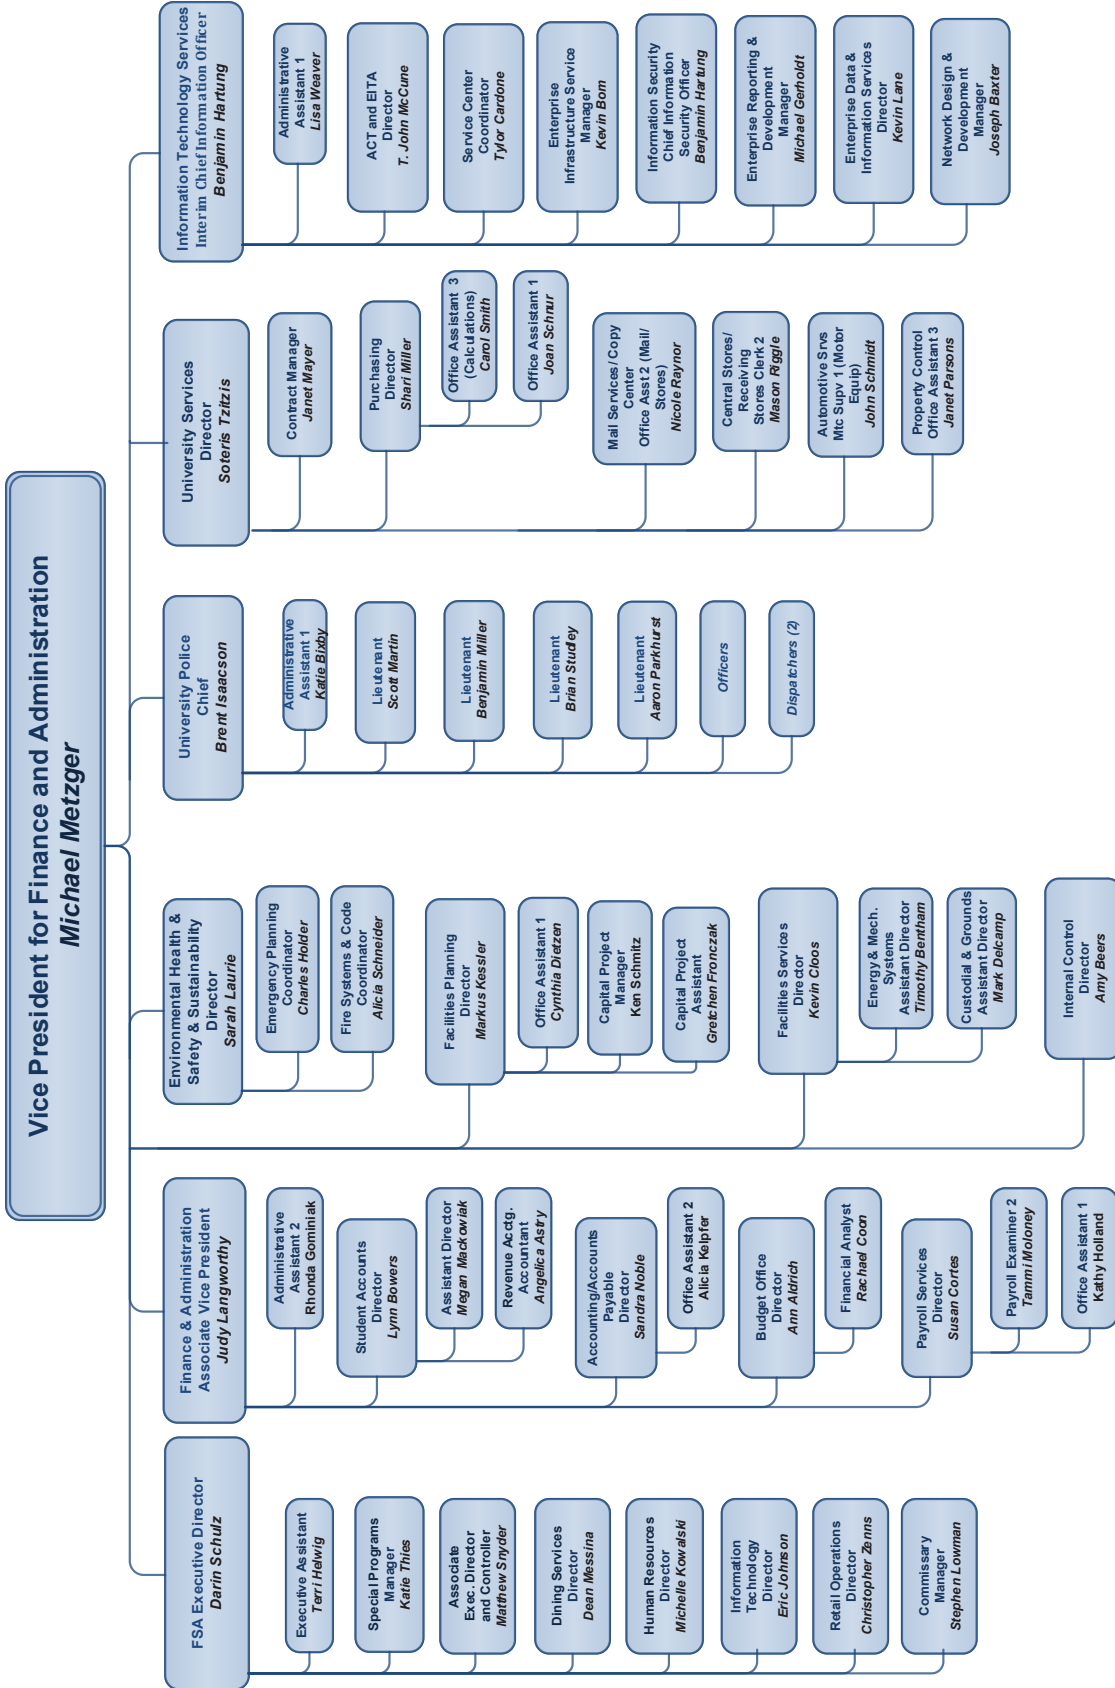 Vice President for Finance and Administration
Michael Metzger
FSA Executive Director
Darin Schulz
Executive Assistant
Terri Helwig
Special Programs
Manager
Katie Thies
Associate
Exec. Director
and Controller
Matthew Snyder
Dining Services
Director
Dean Messina
Human Resources
Director
Michelle Kowalski
Information
Technology
Director
Eric Johnson
Retail Operations
Director
Christopher Zenns
Commissary
Manager
Stephen Lowman
Finance & Administration
Associate Vice President
Judy Langworthy
Administrative
Assistant 2
Rhonda Gominiak
Student Accounts
Director
Lynn Bowers
Assistant Director
Megan Mackowiak
Revenue Acctg.
Accountant
Angelica Astry
Accounting/Accounts
Payable
Director
Sandra Noble
Office Assistant 2
Alicia Kelpfer
Budget Office
Director
Ann Aldrich
Financial Analyst
Rachael Coon
Payroll Services
Director
Susan Cortes
Payroll Examiner 2
Tammi Moloney
Office Assistant 1
Kathy Holland
Environmental Health &
Safety & Sustainability
Director
Sarah Laurie
Emergency Planning
Coordinator
Charles Holder
Fire Systems & Code
Coordinator
Alicia Schneider
Facilities Planning
Director
Markus Kessler
Office Assistant 1
Cynthia Dietzen
Capital Project
Manager
Ken Schmitz
Capital Project
Assistant
Gretchen Fronczak
Facilities Services
Director
Kevin Cloos
Energy & Mech.
Systems
Assistant Director
Timothy Bentham
Custodial & Grounds
Assistant Director
Mark Delcamp
Internal Control
Director
Amy Beers
University Police
Chief
Brent Isaacson
Administrative
Assistant 1
Katie Bixby
Lieutenant
Scott Martin
Lieutenant
Benjamin Miller
Lieutenant
Brian Studley
Lieutenant
Aaron Parkhurst
Officers
Dispatchers (2)
University Services
Director
Soteris Tzitzis
Contract Manager
Janet Mayer
Purchasing
Director
Shari Miller
Office Assistant 3
(Calculations)
Carol Smith
Office Assistant 1
Joan Schnur
Mail Services/Copy
Center
Office Asst 2 (Mail/
Stores)
Nicole Raynor
Central Stores/
Receiving
Stores Clerk 2
Mason Riggle
Automotive Srvs
Mtc Supv 1 (Motor
Equip)
John Schmidt
Property Control
Office Assistant 3
Janet Parsons
Information Technology Services
Interim Chief Information Officer
Benjamin Hartung
Administrative
Assistant 1
Lisa Weaver
ACT and EITA
Director
T. John McCune
Service Center
Coordinator
Tylor Cardone
Enterprise
Infrastructure Service
Manager
Kevin Bom
Information Security
Chief Information
Security Officer
Benjamin Hartung
Enterprise Reporting &
Development
Manager
Michael Gerholdt
Enterprise Data &
Information Services
Director
Kevin Lane
Network Design &
Development
Manager
Joseph Baxter